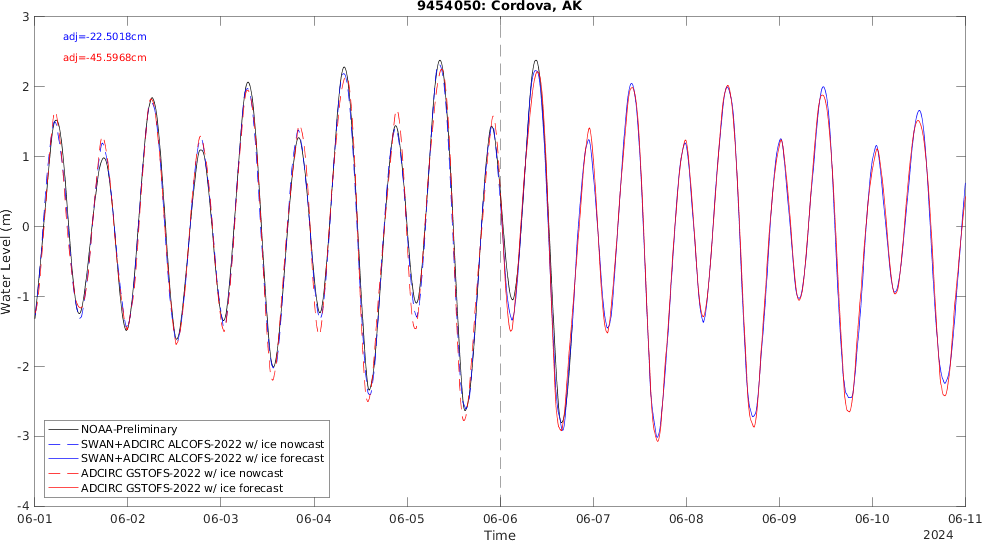 9454050: Cordova, AK
adj=-22.5018cm
adj=-45.5968cm
Water Level (m)
3
2
1
0
-1
-2
-3
-4
NOAA-Preliminary
SWAN+ADCIRC ALCOFS-2022 w/ ice nowcast
SWAN+ADCIRC ALCOFS-2022 w/ ice forecast
ADCIRC GSTOFS-2022 w/ ice nowcast
ADCIRC GSTOFS-2022 w/ ice forecast
06-01 06-02 06-03 06-04 06-05 06-06 06-07 06-08 06-09 06-10 06-11
Time
2024